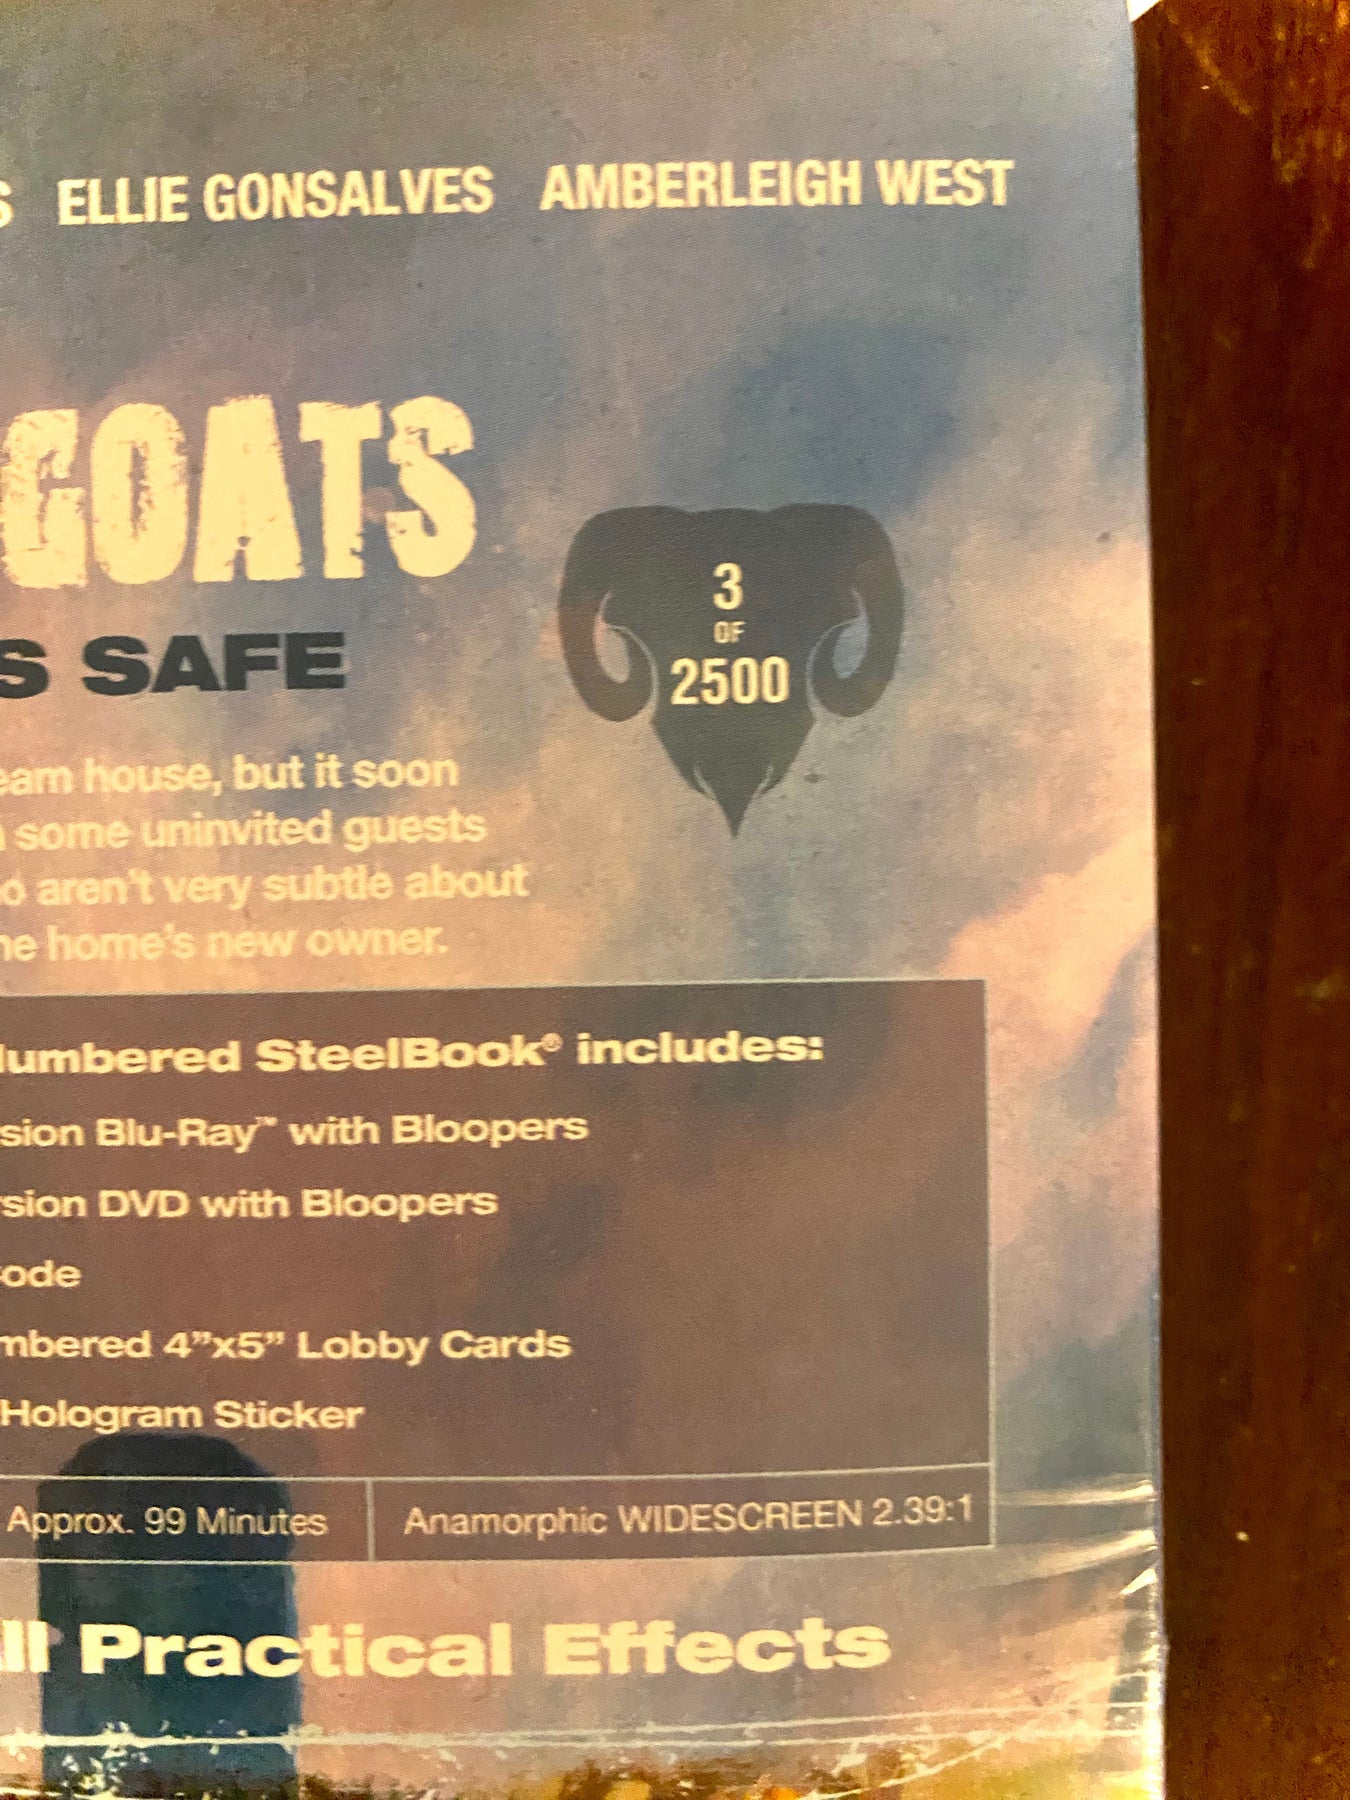 S ELLIE GONSALVES AMBERLEIGH WEST
GOATS
S SAFE
3
OF
2500
eam house, but it soon
some uninvited guests
o aren't very subtle about
he home's new owner.
umbered SteelBook® includes:
sion Blu-Ray™ with Bloopers
rsion DVD with Bloopers
ode
mbered 4”x5” Lobby Cards
Hologram Sticker
Approx. 99 Minutes
Anamorphic WIDESCREEN 2.39:1
ll Practical Effects